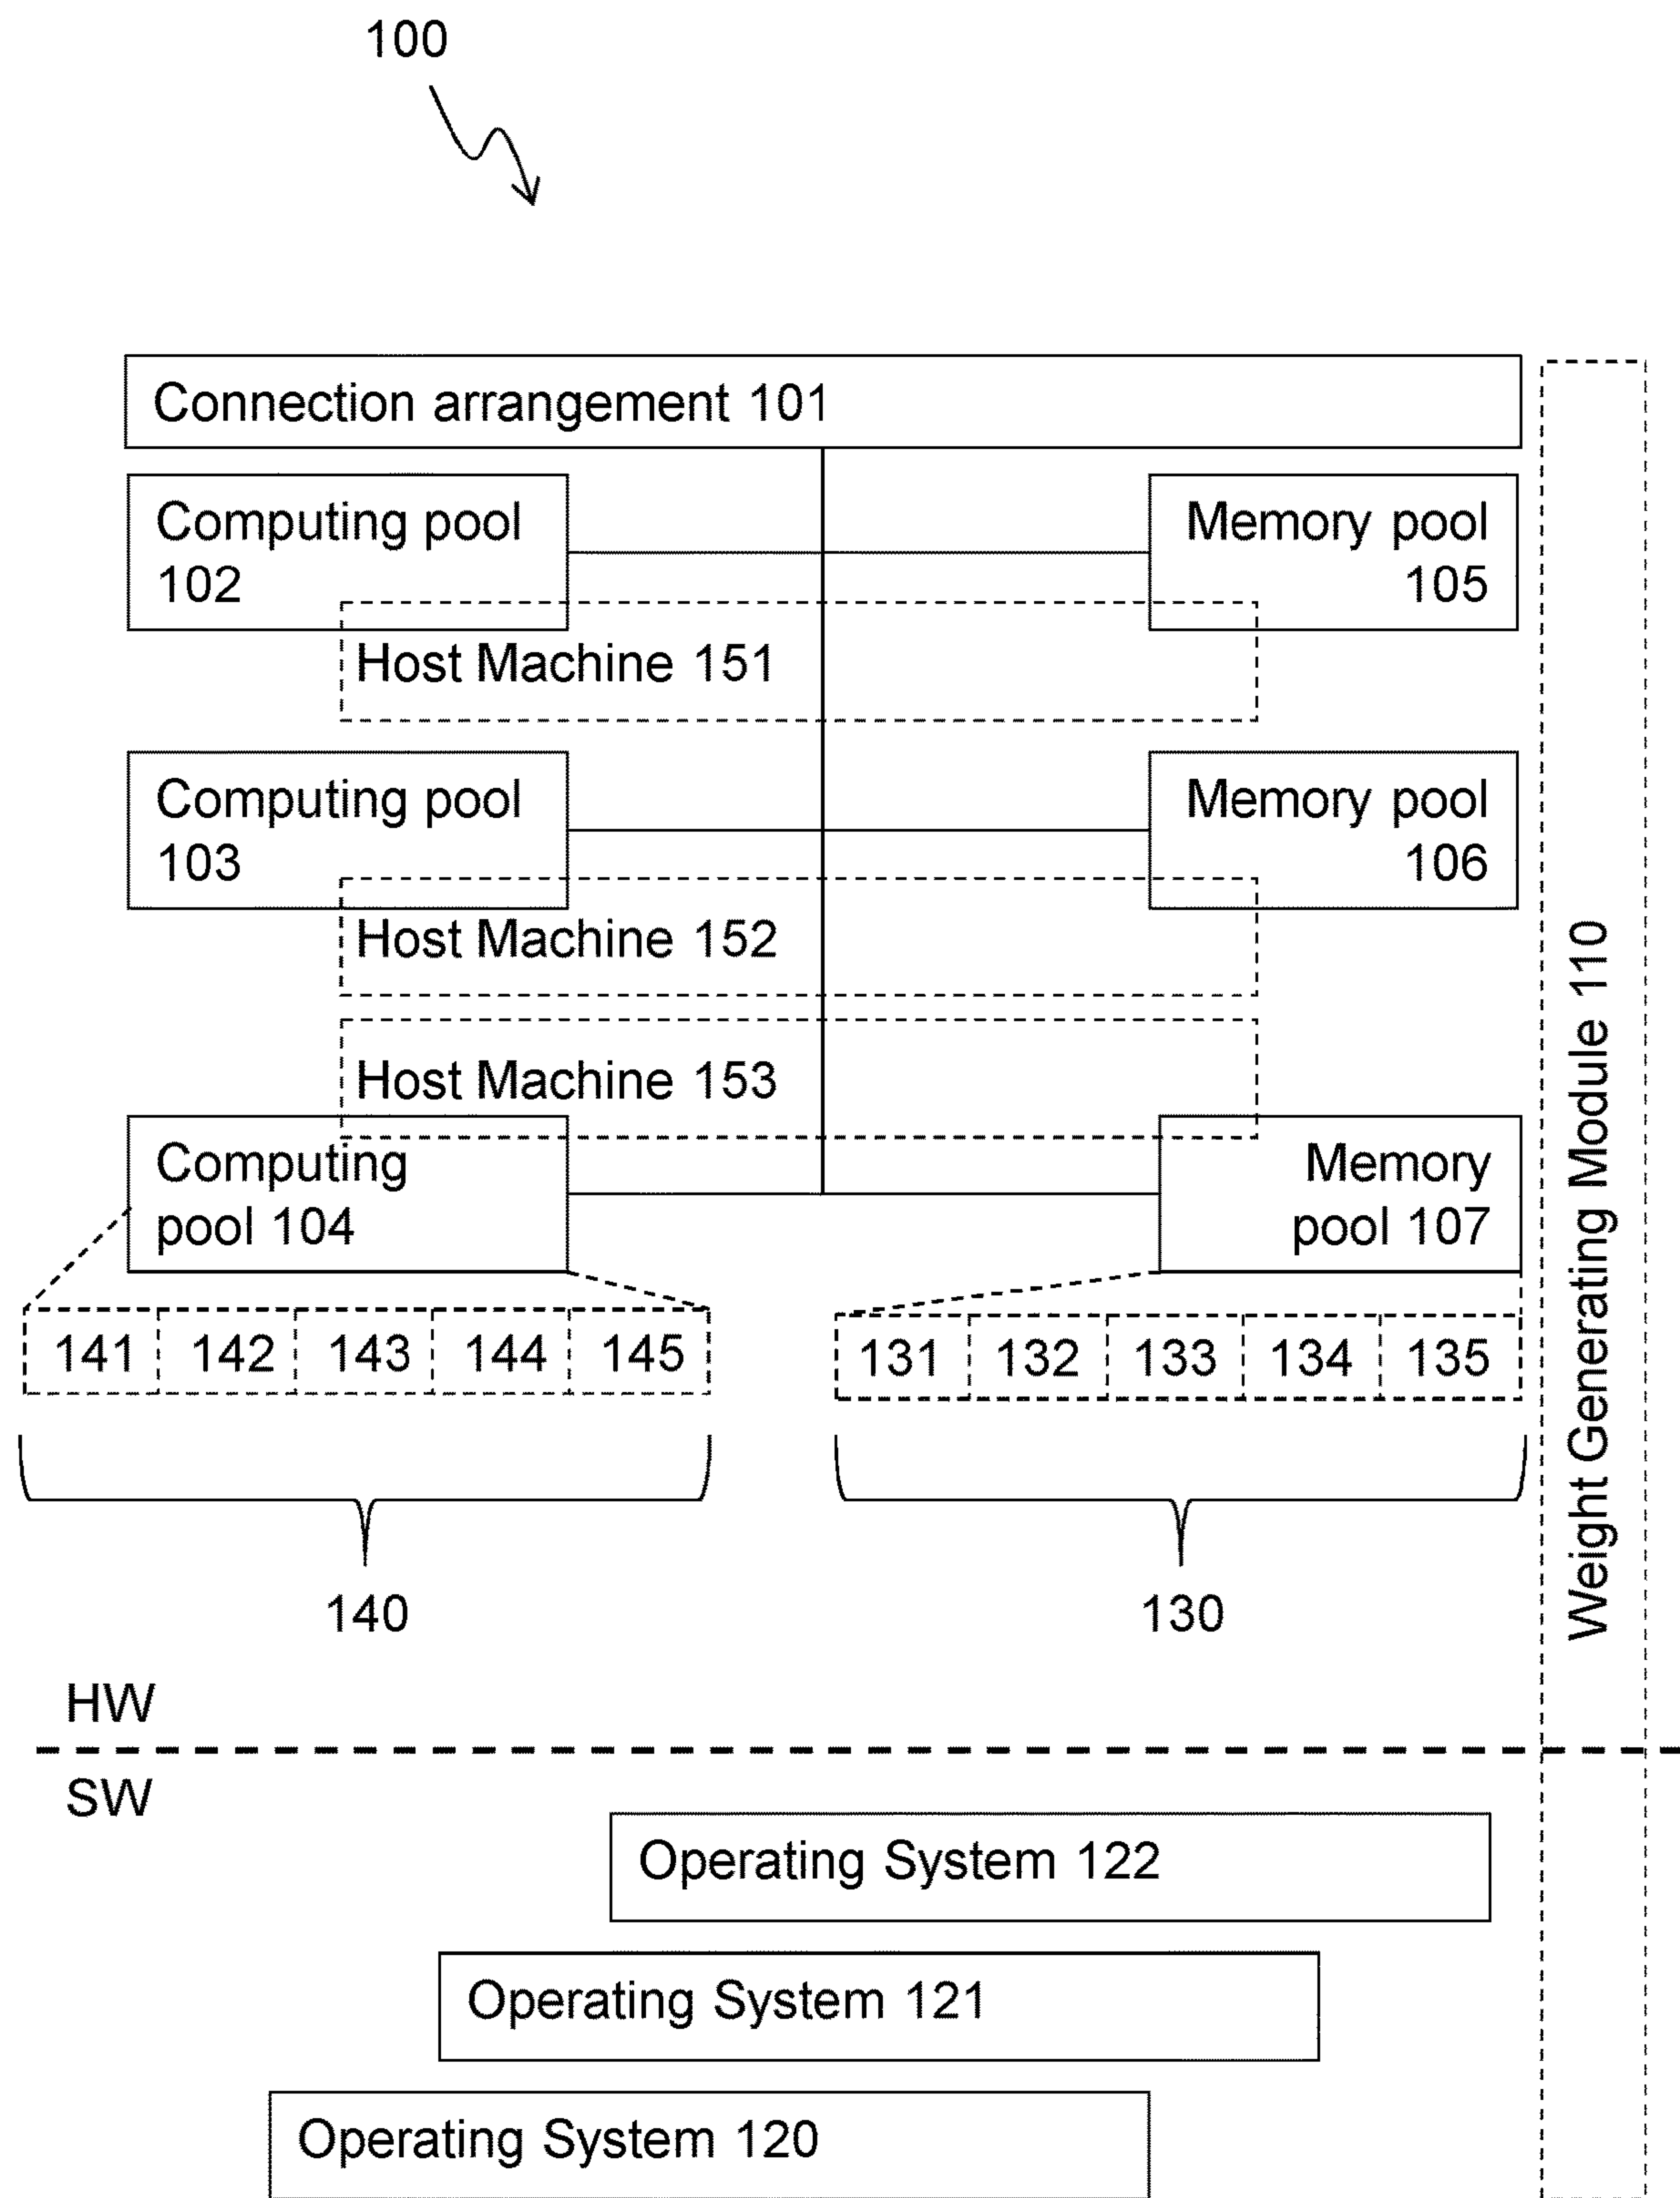 100
Connection arrangement 101
Computing pool
102
Memory pool
105
Host Machine 151
Computing pool
103
Memory pool
106
Host Machine 152
Host Machine 153
Computing
pool 104
Memory
pool 107
141 142 143 144 145
131 132 133 134 135
140
130
Weight Generating Module 110
HW
SW
Operating System 122
Operating System 121
Operating System 120